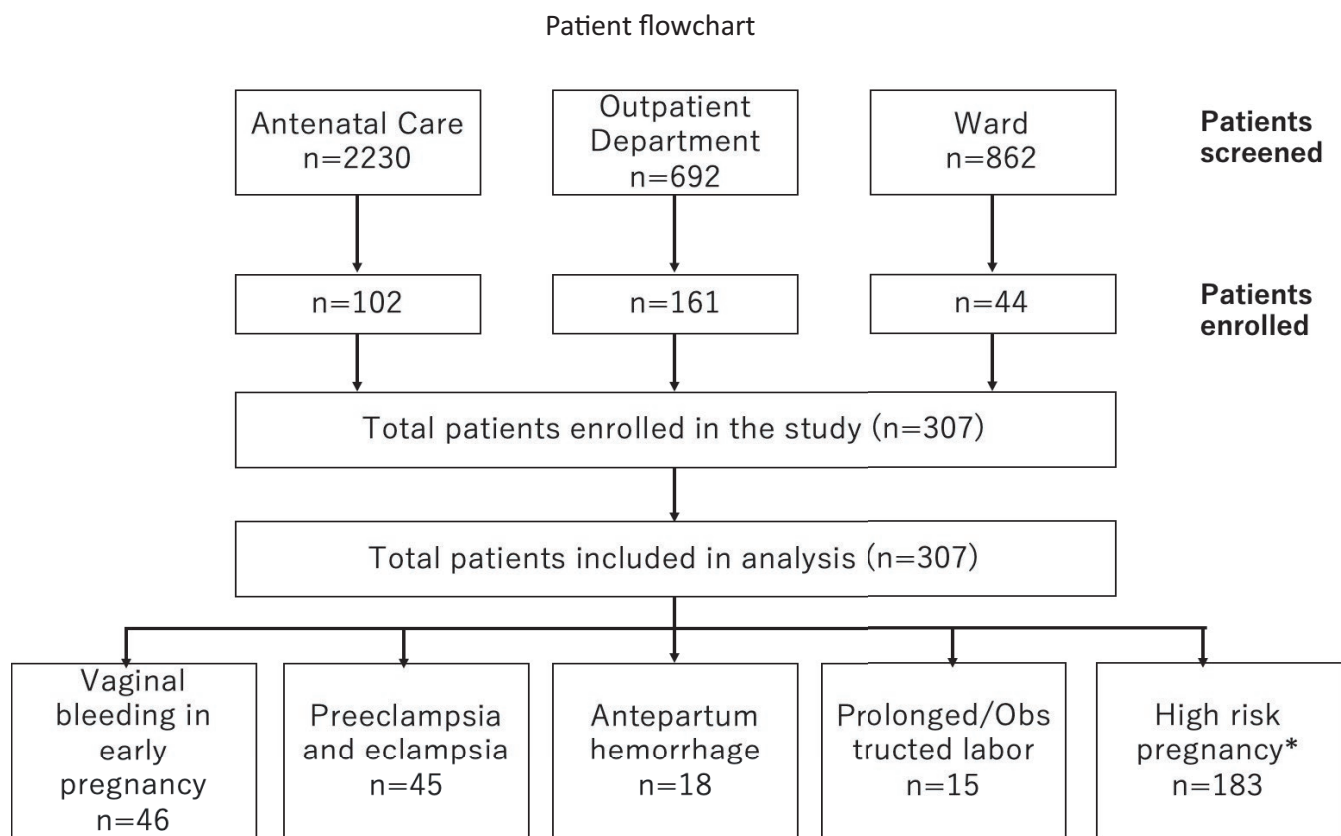 Patient flowchart
Antenatal Care
n=2230
Outpatient
Department
n=692
Ward
n=862
Patients
screened
n=102
n=161
n=44
Patients
enrolled
Total patients enrolled in the study (n=307)
Total patients included in analysis (n=307)
Vaginal
bleeding in
early
pregnancy
n=46
Preeclampsia
and eclampsia
n=45
Antepartum
hemorrhage
n=18
Prolonged/Obs
tructed labor
n=15
High risk
pregnancy*
n=183